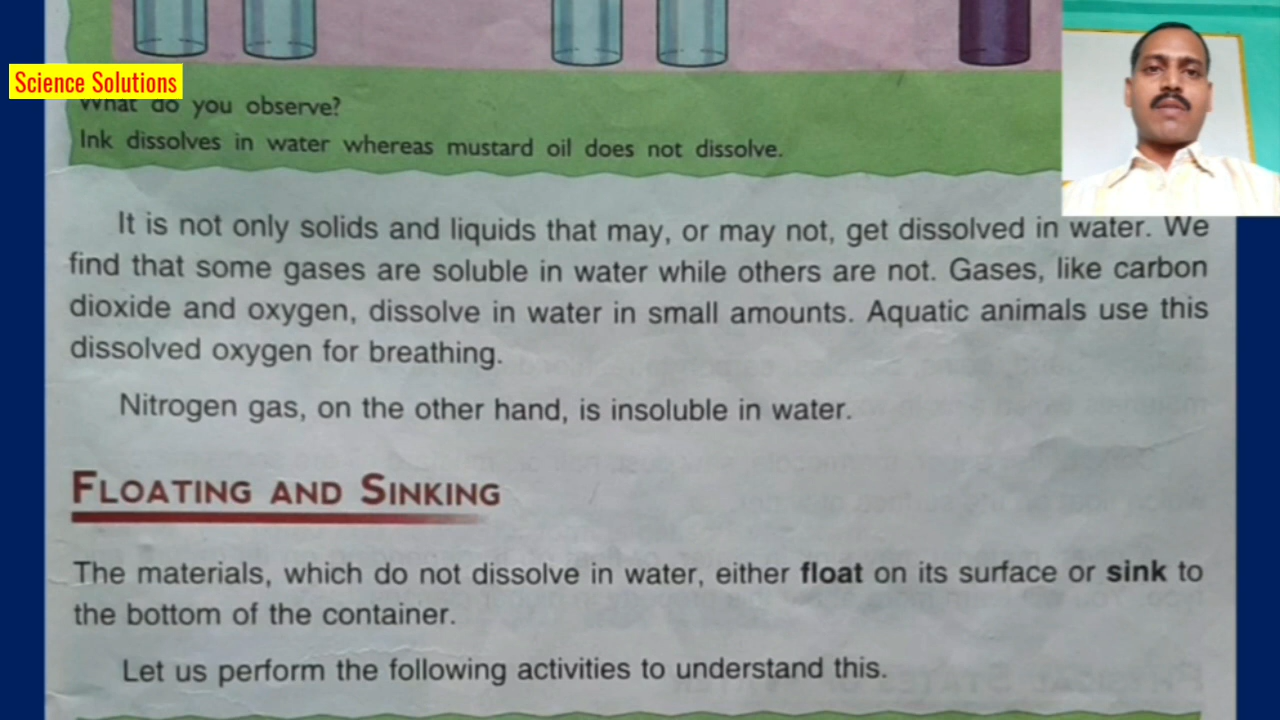 Science Solutions
What do you observe?
Ink dissolves in water whereas mustard oil does not dissolve.
It is not only solids and liquids that may, or may not, get dissolved in water. We
find that some gases are soluble in water while others are not. Gases, like carbon
dioxide and oxygen, dissolve in water in small amounts. Aquatic animals use this
dissolved oxygen for breathing.
Nitrogen gas, on the other hand, is insoluble in water.
FLOATING AND SINKING
The materials, which do not dissolve in water, either float on its surface or sink to
the bottom of the container.
Let us perform the following activities to understand this.